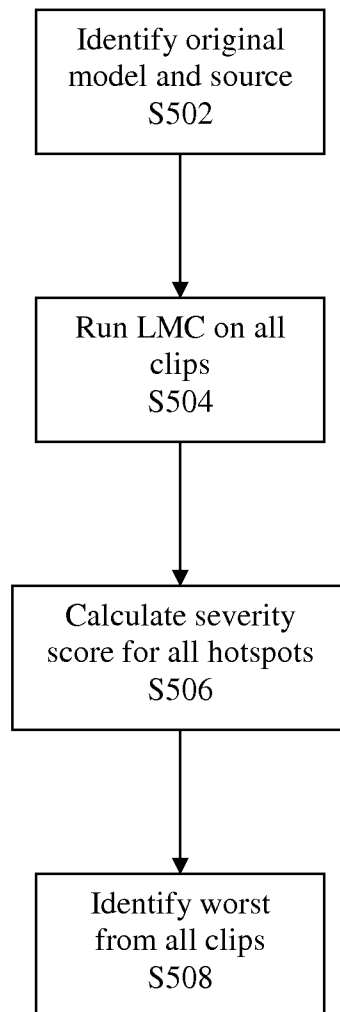 Identify original
model and source
S502
Run LMC on all
clips
S504
Calculate severity
score for all hotspots
S506
Identify worst
from all clips
S508